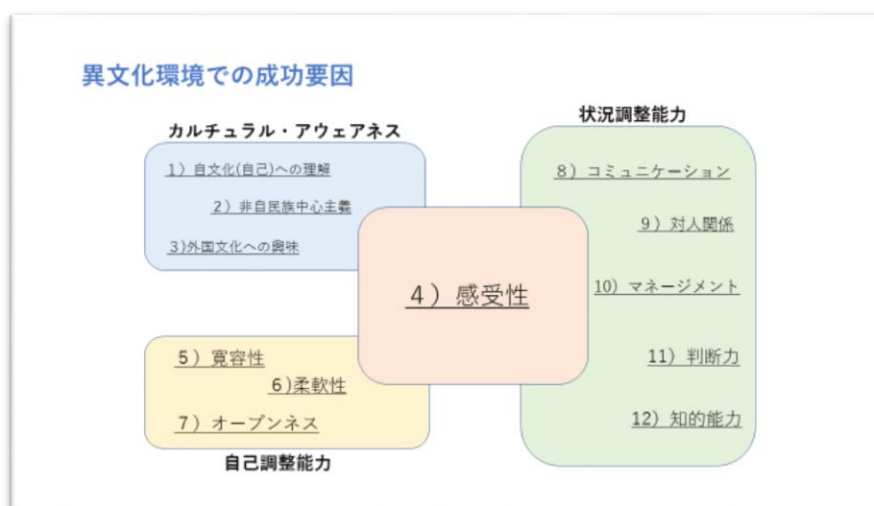 異文化環境での成功要因
カルチュラル・アウェアネス
1）自文化(自己)への理解
2）非自民族中心主義
3)外国文化への興味
4）感受性
5）寛容性
6)柔軟性
7）オープンネス
自己調整能力
状況調整能力
8）コミュニケーション
9）対人関係
10）マネージメント
11）判断力
12）知的能力